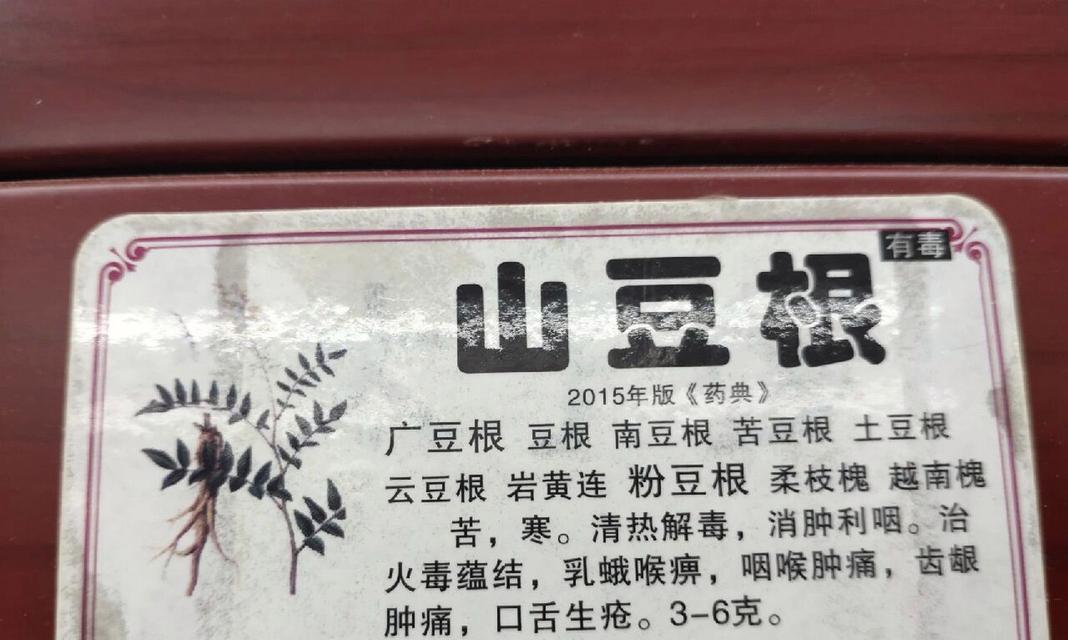 有毒
山豆根
2015年版《药典》
广豆根 豆根 南豆根 苦豆根 土豆根
云豆根 岩黄连 粉豆根 柔枝槐 越南槐
苦，寒。清热解毒，消肿利咽。治
火毒蕴结，乳蛾喉痹，咽喉肿痛，齿龈
肿痛，口舌生疮。3-6克。